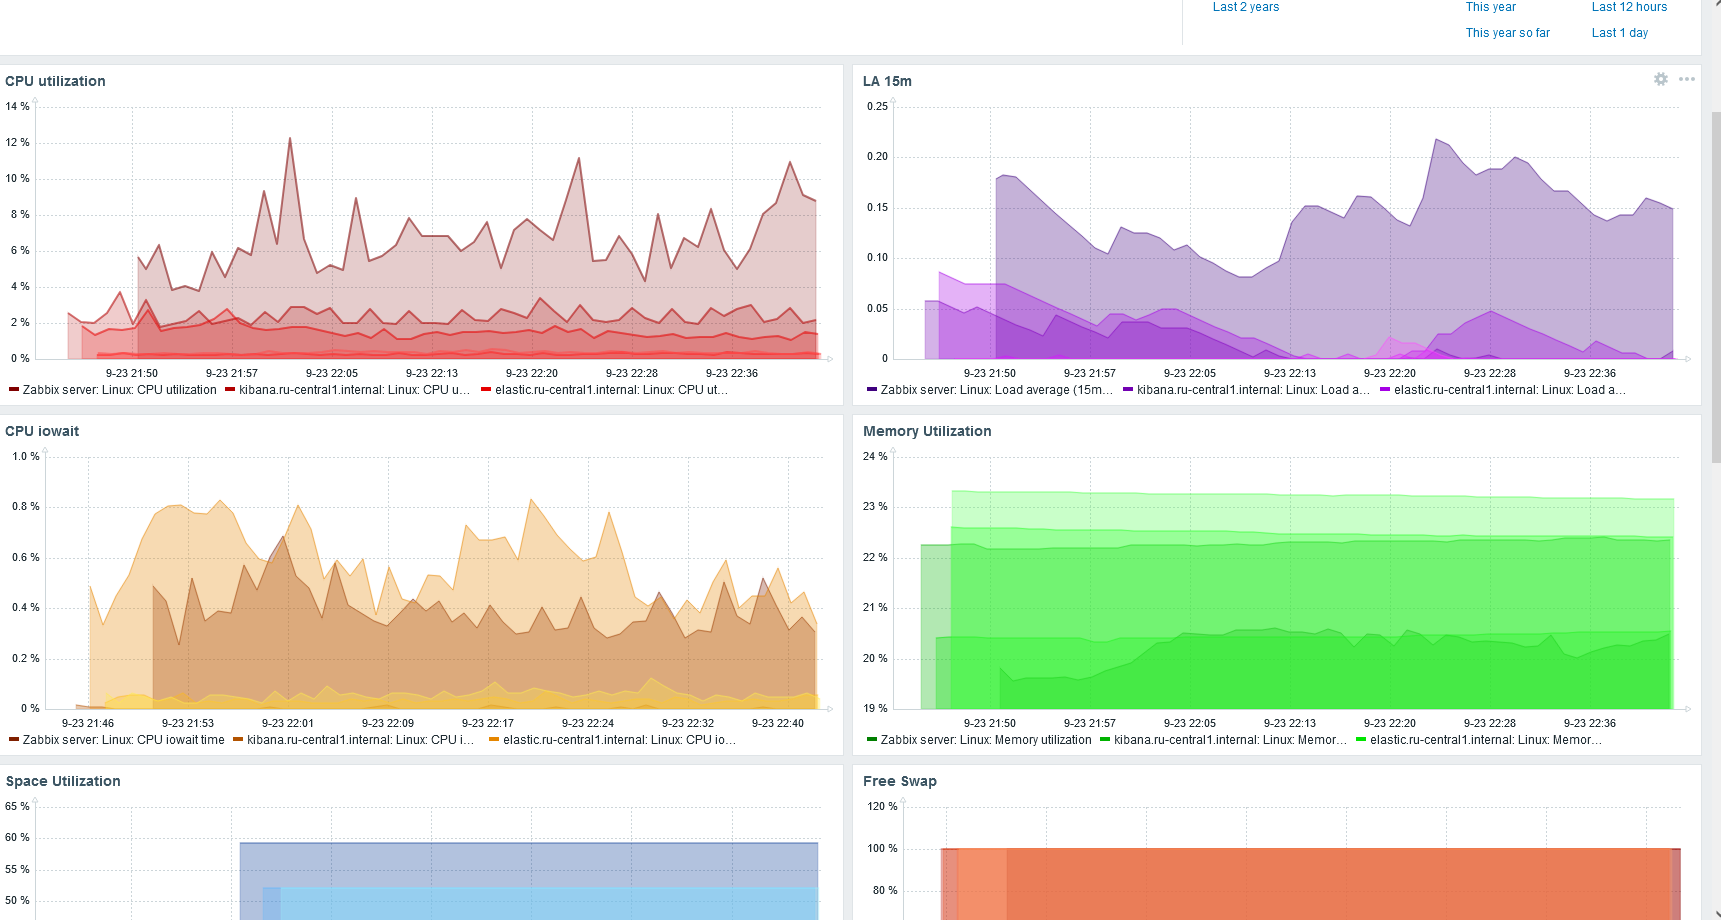 Last 2 years This year Last 12 hours
This year so far Last 1 day
CPU utilization
14 %
12 %
10 %
8 %
6 %
4 %
2 %
0 %
9-23 21:50 9-23 21:57 9-23 22:05 9-23 22:13 9-23 22:20 9-23 22:28 9-23 22:36
Zabbix server: Linux: CPU utilization kibana.ru-central1.internal: Linux: CPU u... elastic.ru-central1.internal: Linux: CPU ut...
LA 15m
0.25
0.20
0.15
0.10
0.05
0
9-23 21:50 9-23 21:57 9-23 22:05 9-23 22:13 9-23 22:20 9-23 22:28 9-23 22:36
Zabbix server: Linux: Load average (15m... kibana.ru-central1.internal: Linux: Load a... elastic.ru-central1.internal: Linux: Load a...
CPU iowait
1.0 %
0.8 %
0.6 %
0.4 %
0.2 %
0 %
9-23 21:46 9-23 21:53 9-23 22:01 9-23 22:09 9-23 22:17 9-23 22:24 9-23 22:32 9-23 22:40
Zabbix server: Linux: CPU iowait time kibana.ru-central1.internal: Linux: CPU i... elastic.ru-central1.internal: Linux: CPU io...
Memory Utilization
24 %
23 %
22 %
21 %
20 %
19 %
9-23 21:50 9-23 21:57 9-23 22:05 9-23 22:13 9-23 22:20 9-23 22:28 9-23 22:36
Zabbix server: Linux: Memory utilization kibana.ru-central1.internal: Linux: Memor... elastic.ru-central1.internal: Linux: Memor...
Space Utilization
65 %
60 %
55 %
50 %
Free Swap
120 %
100 %
80 %